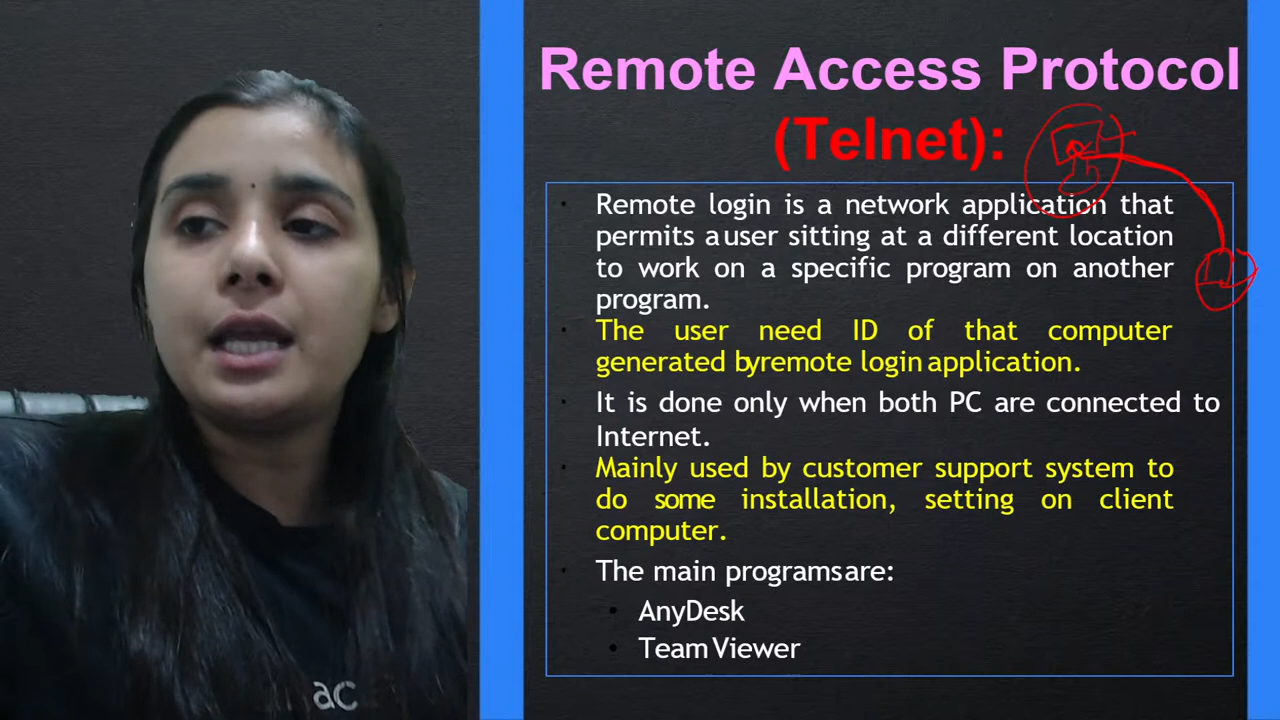 Remote Access Protocol
(Telnet):
Remote login is a network application that
permits a user sitting at a different location
to work on a specific program on another
program.
The user need ID of that computer
generated by remote login application.
It is done only when both PC are connected to
Internet.
Mainly used by customer support system to
do some installation, setting on client
computer.
The main programs are:
AnyDesk
TeamViewer
ac